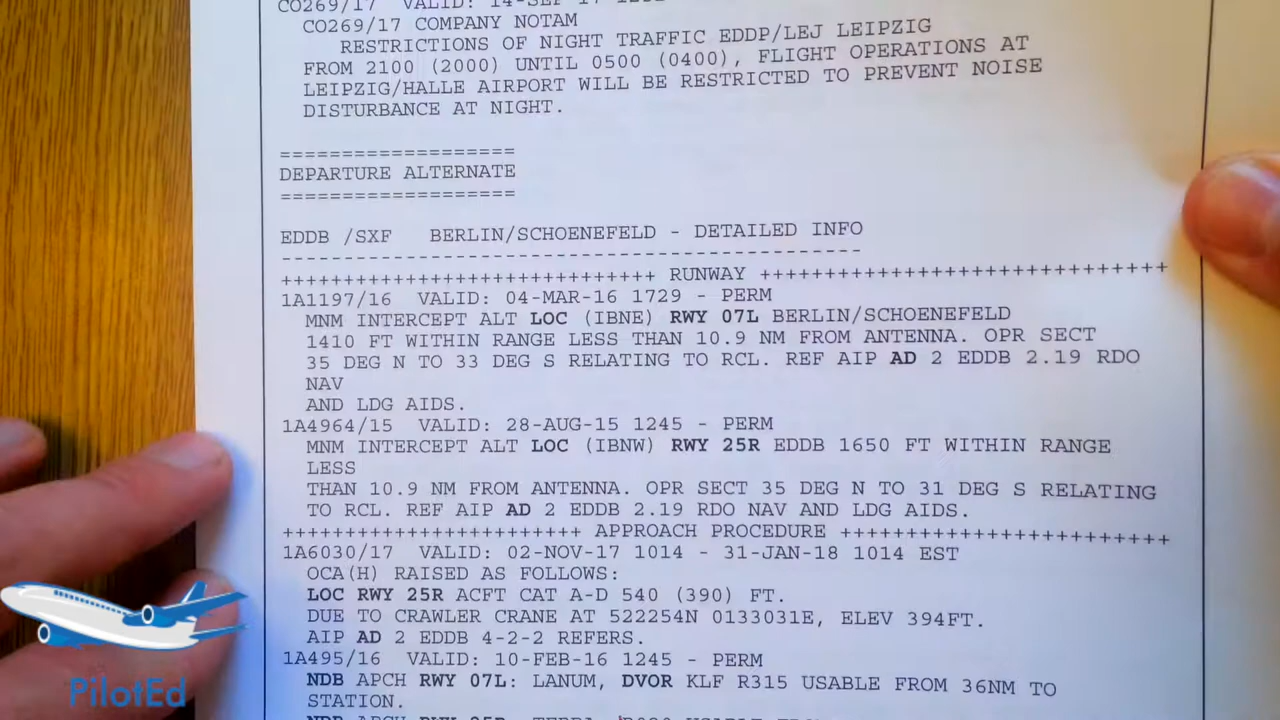 CO269/17 VALID: 14-SEP-17
CO269/17 COMPANY NOTAM
RESTRICTIONS OF NIGHT TRAFFIC EDDP/LEJ LEIPZIG
FROM 2100 (2000) UNTIL 0500 (0400), FLIGHT OPERATIONS AT
LEIPZIG/HALLE AIRPORT WILL BE RESTRICTED TO PREVENT NOISE
DISTURBANCE AT NIGHT.
===================
DEPARTURE ALTERNATE
===================
EDDB /SXF BERLIN/SCHOENEFELD - DETAILED INFO
----------------------------------------------
++++++++++++++++++++++++++++++ RUNWAY +++++++++++++++++++++++++++++++++
1A1197/16 VALID: 04-MAR-16 1729 - PERM
MNM INTERCEPT ALT LOC (IBNE) RWY 07L BERLIN/SCHOENEFELD
1410 FT WITHIN RANGE LESS THAN 10.9 NM FROM ANTENNA. OPR SECT
35 DEG N TO 33 DEG S RELATING TO RCL. REF AIP AD 2 EDDB 2.19 RDO
NAV
AND LDG AIDS.
1A4964/15 VALID: 28-AUG-15 1245 - PERM
MNM INTERCEPT ALT LOC (IBNW) RWY 25R EDDB 1650 FT WITHIN RANGE
LESS
THAN 10.9 NM FROM ANTENNA. OPR SECT 35 DEG N TO 31 DEG S RELATING
TO RCL. REF AIP AD 2 EDDB 2.19 RDO NAV AND LDG AIDS.
++++++++++++++++++++++++ APPROACH PROCEDURE ++++++++++++++++++++++++++
1A6030/17 VALID: 02-NOV-17 1014 - 31-JAN-18 1014 EST
OCA(H) RAISED AS FOLLOWS:
LOC RWY 25R ACFT CAT A-D 540 (390) FT.
DUE TO CRAWLER CRANE AT 522254N 0133031E, ELEV 394FT.
AIP AD 2 EDDB 4-2-2 REFERS.
1A495/16 VALID: 10-FEB-16 1245 - PERM
NDB APCH RWY 07L: LANUM, DVOR KLF R315 USABLE FROM 36NM TO
STATION.
PilotEd